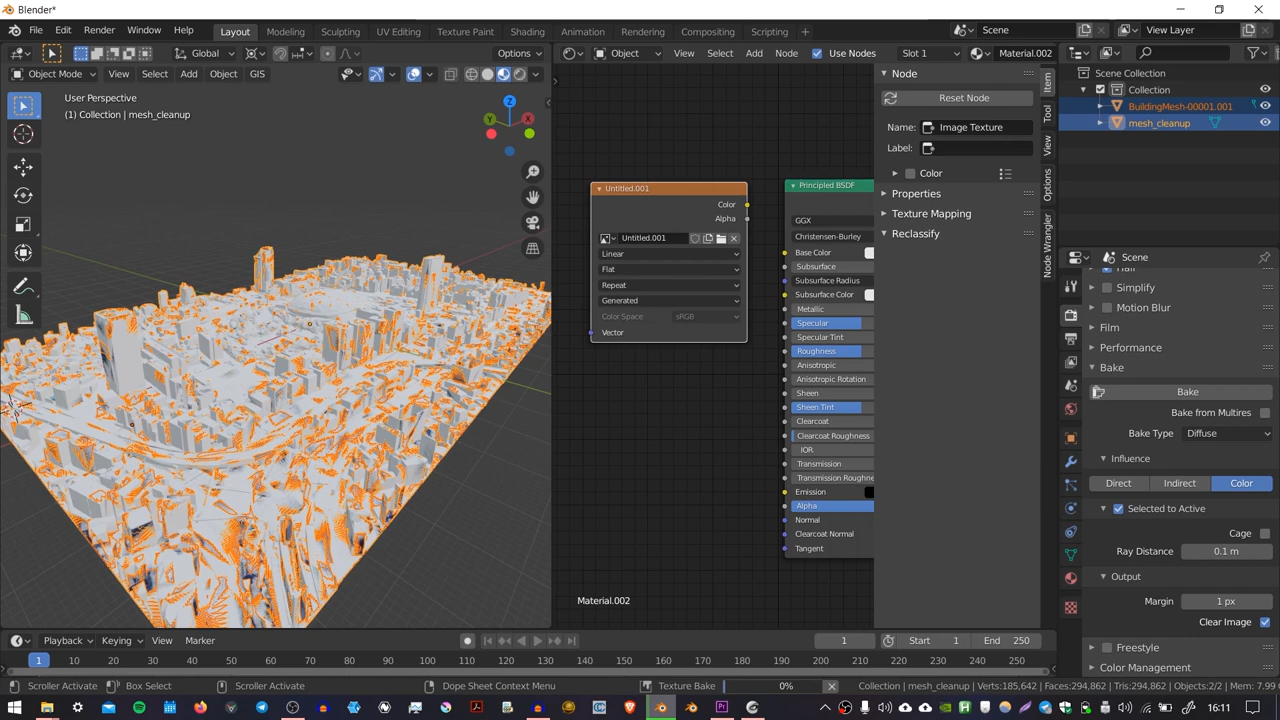 Blender*
File Edit Render Window Help Layout Modeling Sculpting UV Editing Texture Paint Shading Animation Rendering Compositing Scripting + Scene View Layer
Global Options Object View Select Add Node Use Nodes Slot 1 Material.002
Object Mode View Select Add Object GIS
User Perspective
(1) Collection | mesh_cleanup
Z
Y
X
Untitled.001
Color
Alpha
Untitled.001
Linear
Flat
Repeat
Generated
Color Space sRGB
Vector
Principled BSDF
GGX
Christensen-Burley
Base Color
Subsurface
Subsurface Radius
Subsurface Color
Metallic
Specular
Specular Tint
Roughness
Anisotropic
Anisotropic Rotation
Sheen
Sheen Tint
Clearcoat
Clearcoat Roughness
IOR
Transmission
Transmission Roughne
Emission
Alpha
Normal
Clearcoat Normal
Tangent
Material.002
Node
Reset Node
Name: Image Texture
Label:
Color
Properties
Texture Mapping
Reclassify
Item
Tool
View
Options
Node Wrangler
Scene Collection
Collection
BuildingMesh-00001.001
mesh_cleanup
Scene
Hair
Simplify
Motion Blur
Film
Performance
Bake
Bake
Bake from Multires
Bake Type Diffuse
Influence
Direct Indirect Color
Selected to Active
Cage
Ray Distance 0.1 m
Output
Margin 1 px
Clear Image
Freestyle
Color Management
Playback Keying View Marker 1 Start 1 End 250
1 10 20 30 40 50 60 70 80 90 100 110 120 130 140 150 160 170 180 190 200 210 220 230 240 250
Scroller Activate Box Select Scroller Activate Dope Sheet Context Menu Texture Bake 0% Collection | mesh_cleanup | Verts:185,642 | Faces:294,862 | Tris:294,862 | Objects:2/2 | Mem: 7.99 G
16:11